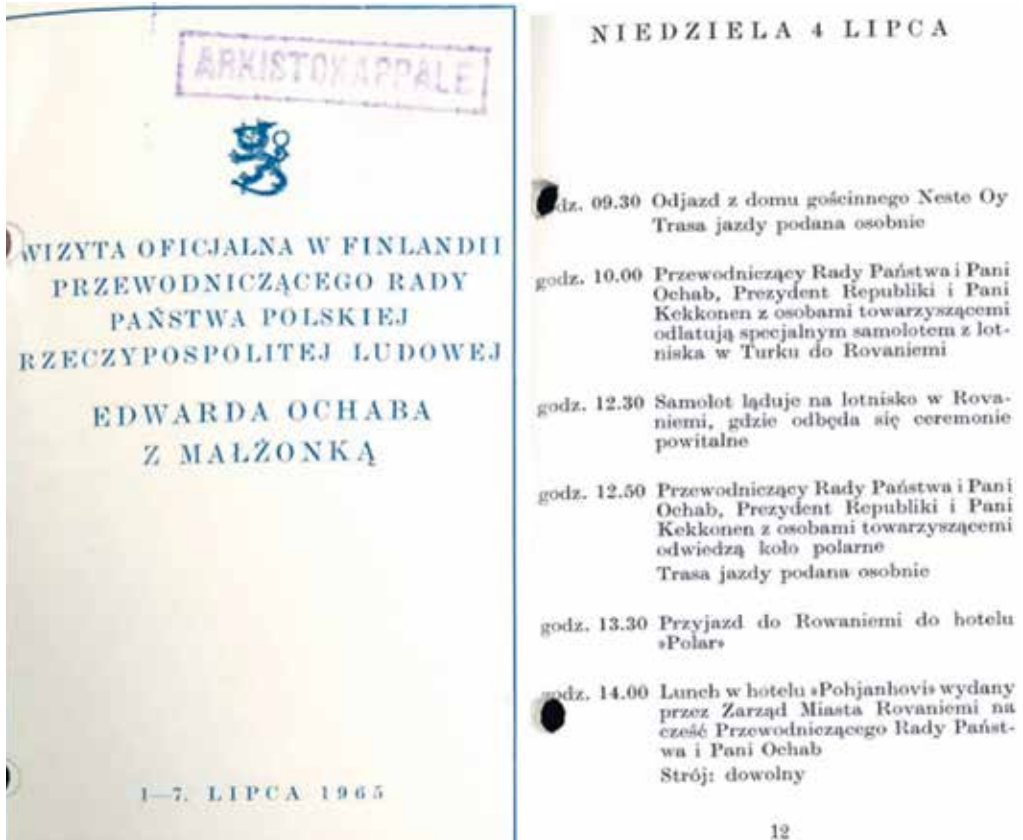 ARKISTOKAPPALE
WIZYTA OFICJALNA W FINLANDII
PRZEWODNICZĄCEGO RADY
PAŃSTWA POLSKIEJ
RZECZYPOSPOLITEJ LUDOWEJ
EDWARDA OCHABA
Z MAŁŻONKĄ
1—7. LIPCA 1965
NIEDZIELA 4 LIPCA
godz. 09.30 Odjazd z domu gościnnego Neste Oy
Trasa jazdy podana osobnie
godz. 10.00 Przewodniczący Rady Państwa i Pani
Ochab, Prezydent Republiki i Pani
Kekkonen z osobami towarzyszącemi
odlatują specjalnym samolotem z lot-
niska w Turku do Rovaniemi
godz. 12.30 Samolot ląduje na lotnisko w Rova-
niemi, gdzie odbęda się ceremonie
powitalne
godz. 12.50 Przewodniczący Rady Państwa i Pani
Ochab, Prezydent Republiki i Pani
Kekkonen z osobami towarzyszącemi
odwiedzą koło polarne
Trasa jazdy podana osobnie
godz. 13.30 Przyjazd do Rowaniemi do hotelu
»Polar»
godz. 14.00 Lunch w hotelu »Pohjanhovi» wydany
przez Zarząd Miasta Rovaniemi na
cześć Przewodniczącego Rady Państ-
wa i Pani Ochab
Strój: dowolny
12